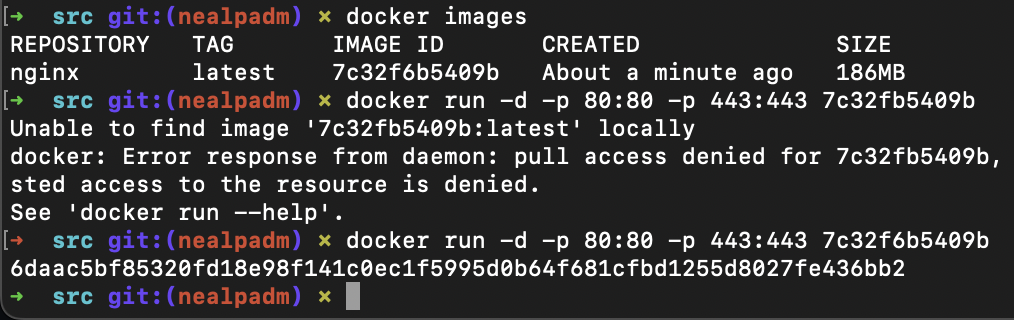 [➜  src git:(nealpadm) ✗ docker images
REPOSITORY   TAG       IMAGE ID       CREATED              SIZE
nginx        latest    7c32f6b5409b   About a minute ago   186MB
[➜  src git:(nealpadm) ✗ docker run -d -p 80:80 -p 443:443 7c32fb5409b
Unable to find image '7c32fb5409b:latest' locally
docker: Error response from daemon: pull access denied for 7c32fb5409b,
sted access to the resource is denied.
See 'docker run --help'.
[➜  src git:(nealpadm) ✗ docker run -d -p 80:80 -p 443:443 7c32f6b5409b
6daac5bf85320fd18e98f141c0ec1f5995d0b64f681cfbd1255d8027fe436bb2
➜  src git:(nealpadm) ✗